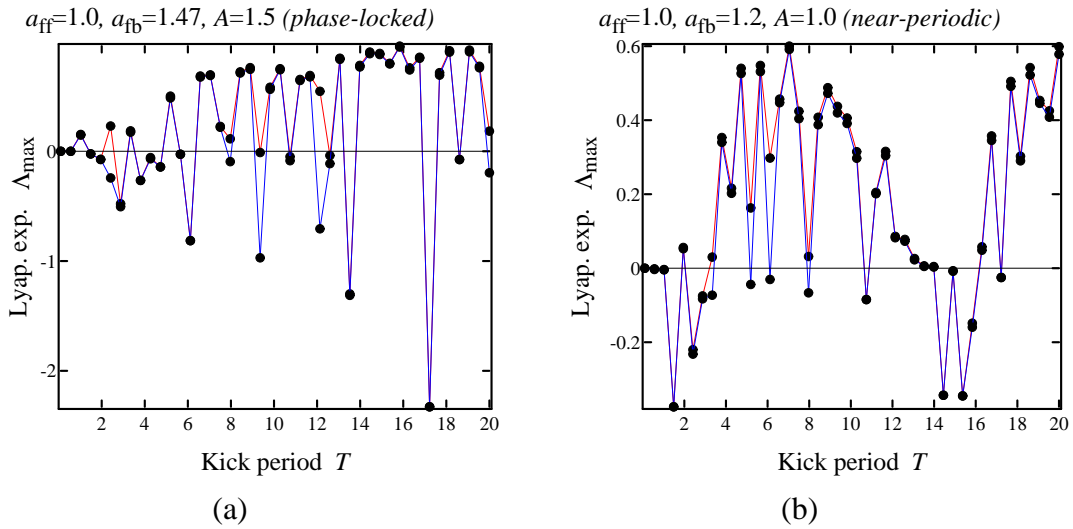 a_ff=1.0, a_fb=1.47, A=1.5 (phase-locked)
0
-1
-2
Lyap. exp. Λ_max
2 4 6 8 10 12 14 16 18 20
Kick period T
(a)
a_ff=1.0, a_fb=1.2, A=1.0 (near-periodic)
0.6
0.4
0.2
0
-0.2
Lyap. exp. Λ_max
2 4 6 8 10 12 14 16 18 20
Kick period T
(b)